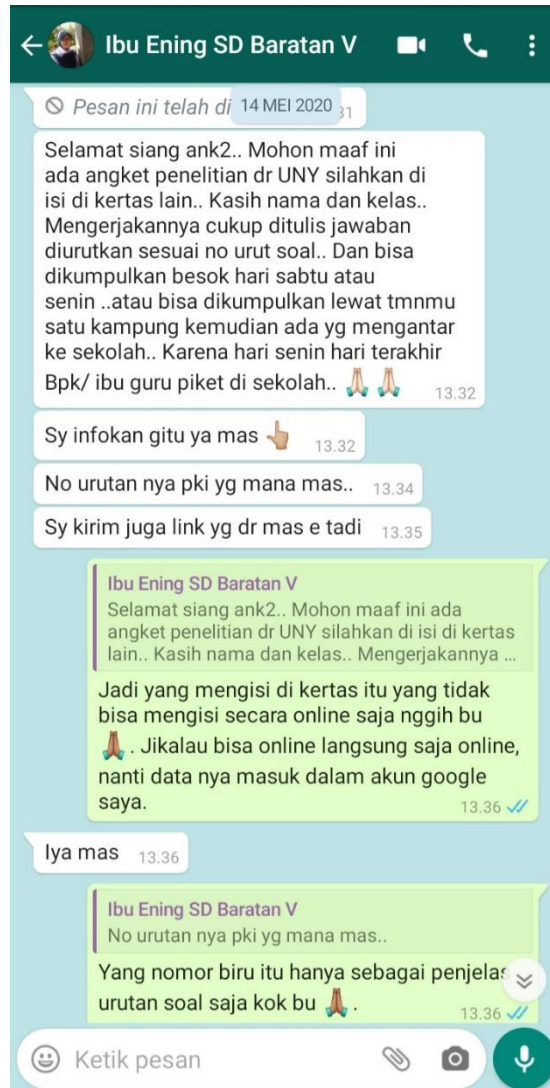 Ibu Ening SD Baratan V
Pesan ini telah di
14 MEI 2020
31
Selamat siang ank2.. Mohon maaf ini
ada angket penelitian dr UNY silahkan di
isi di kertas lain.. Kasih nama dan kelas..
Mengerjakannya cukup ditulis jawaban
diurutkan sesuai no urut soal.. Dan bisa
dikumpulkan besok hari sabtu atau
senin ..atau bisa dikumpulkan lewat tmnmu
satu kampung kemudian ada yg mengantar
ke sekolah.. Karena hari senin hari terakhir
Bpk/ ibu guru piket di sekolah.. 🙏🙏 13.32
Sy infokan gitu ya mas 👆 13.32
No urutan nya pki yg mana mas.. 13.34
Sy kirim juga link yg dr mas e tadi 13.35
Ibu Ening SD Baratan V
Selamat siang ank2.. Mohon maaf ini ada
angket penelitian dr UNY silahkan di isi di kertas
lain.. Kasih nama dan kelas.. Mengerjakannya ...
Jadi yang mengisi di kertas itu yang tidak
bisa mengisi secara online saja nggih bu
🙏 . Jikalau bisa online langsung saja online,
nanti data nya masuk dalam akun google
saya. 13.36
Iya mas 13.36
Ibu Ening SD Baratan V
No urutan nya pki yg mana mas..
Yang nomor biru itu hanya sebagai penjelas
urutan soal saja kok bu 🙏 . 13.36
Ketik pesan